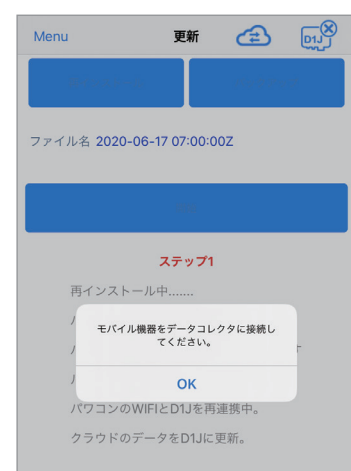 Menu
更新
D1J
ファイル名 2020-06-17 07:00:00Z
ステップ1
再インストール中.......
モバイル機器をデータコレクタに接続し
てください。
OK
パワコンのWIFIとD1Jを再連携中。
クラウドのデータをD1Jに更新。